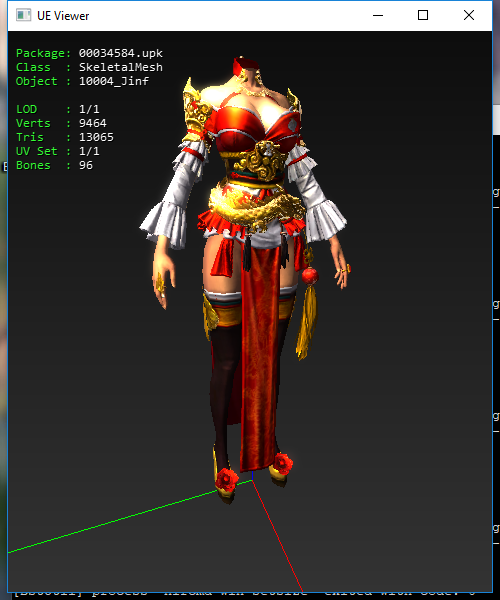 UE Viewer
Package: 00034584.upk
Class : SkeletalMesh
Object : 10004_Jinf
LOD : 1/1
Verts : 9464
Tris : 13065
UV Set : 1/1
Bones : 96